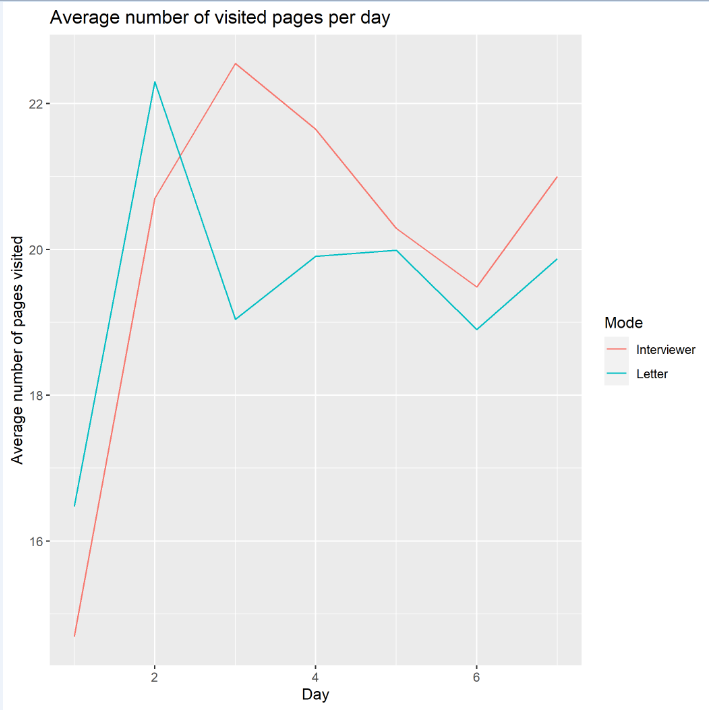 Average number of visited pages per day
Average number of pages visited
22
20
18
16
2
4
6
Day
Mode
Interviewer
Letter